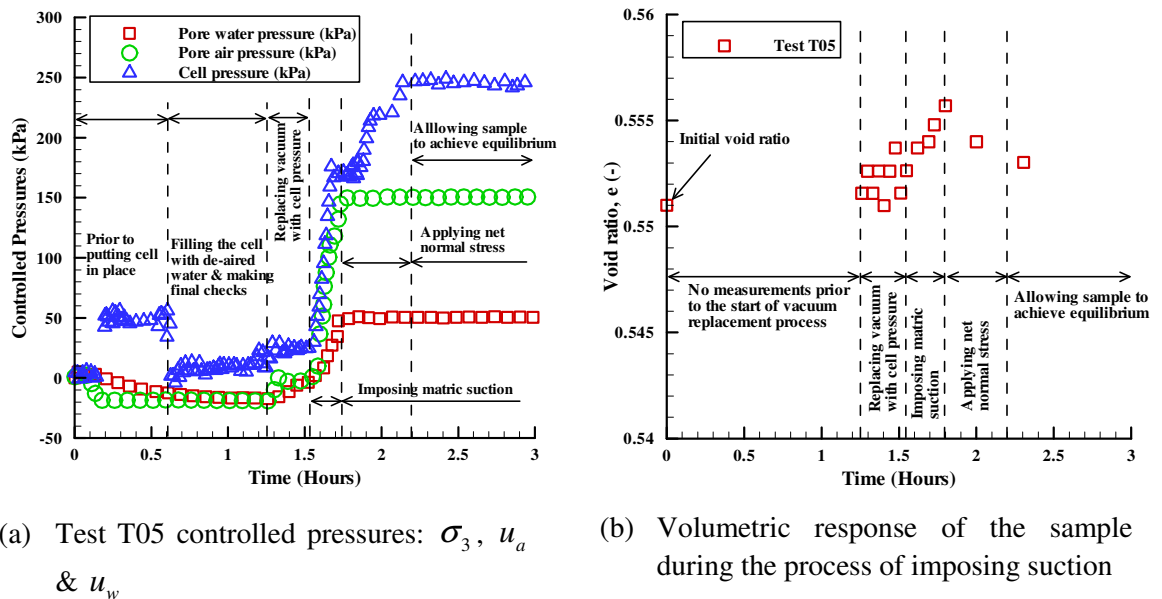 300
250
200
150
100
50
0
-50
Controlled Pressures (kPa)
Pore water pressure (kPa)
Pore air pressure (kPa)
Cell pressure (kPa)
Prior to
putting cell
in place
Filling the cell
with de-aired
water & making
final checks
Replacing vacuum
with cell pressure
Alllowing sample
to achieve equilibrium
Applying net
normal stress
Imposing matric suction
0
0.5
1
1.5
2
2.5
3
Time (Hours)
(a) Test T05 controlled pressures: σ3, ua
& uw
0.56
0.555
0.55
0.545
0.54
Void ratio, e (-)
Test T05
Initial void ratio
No measurements prior
to the start of vacuum
replacement process
Replacing vacuum
with cell pressure
Imposing matric
suction
Applying net
normal stress
Allowing sample to
achieve equilibrium
0
0.5
1
1.5
2
2.5
3
Time (Hours)
(b) Volumetric response of the sample
during the process of imposing suction